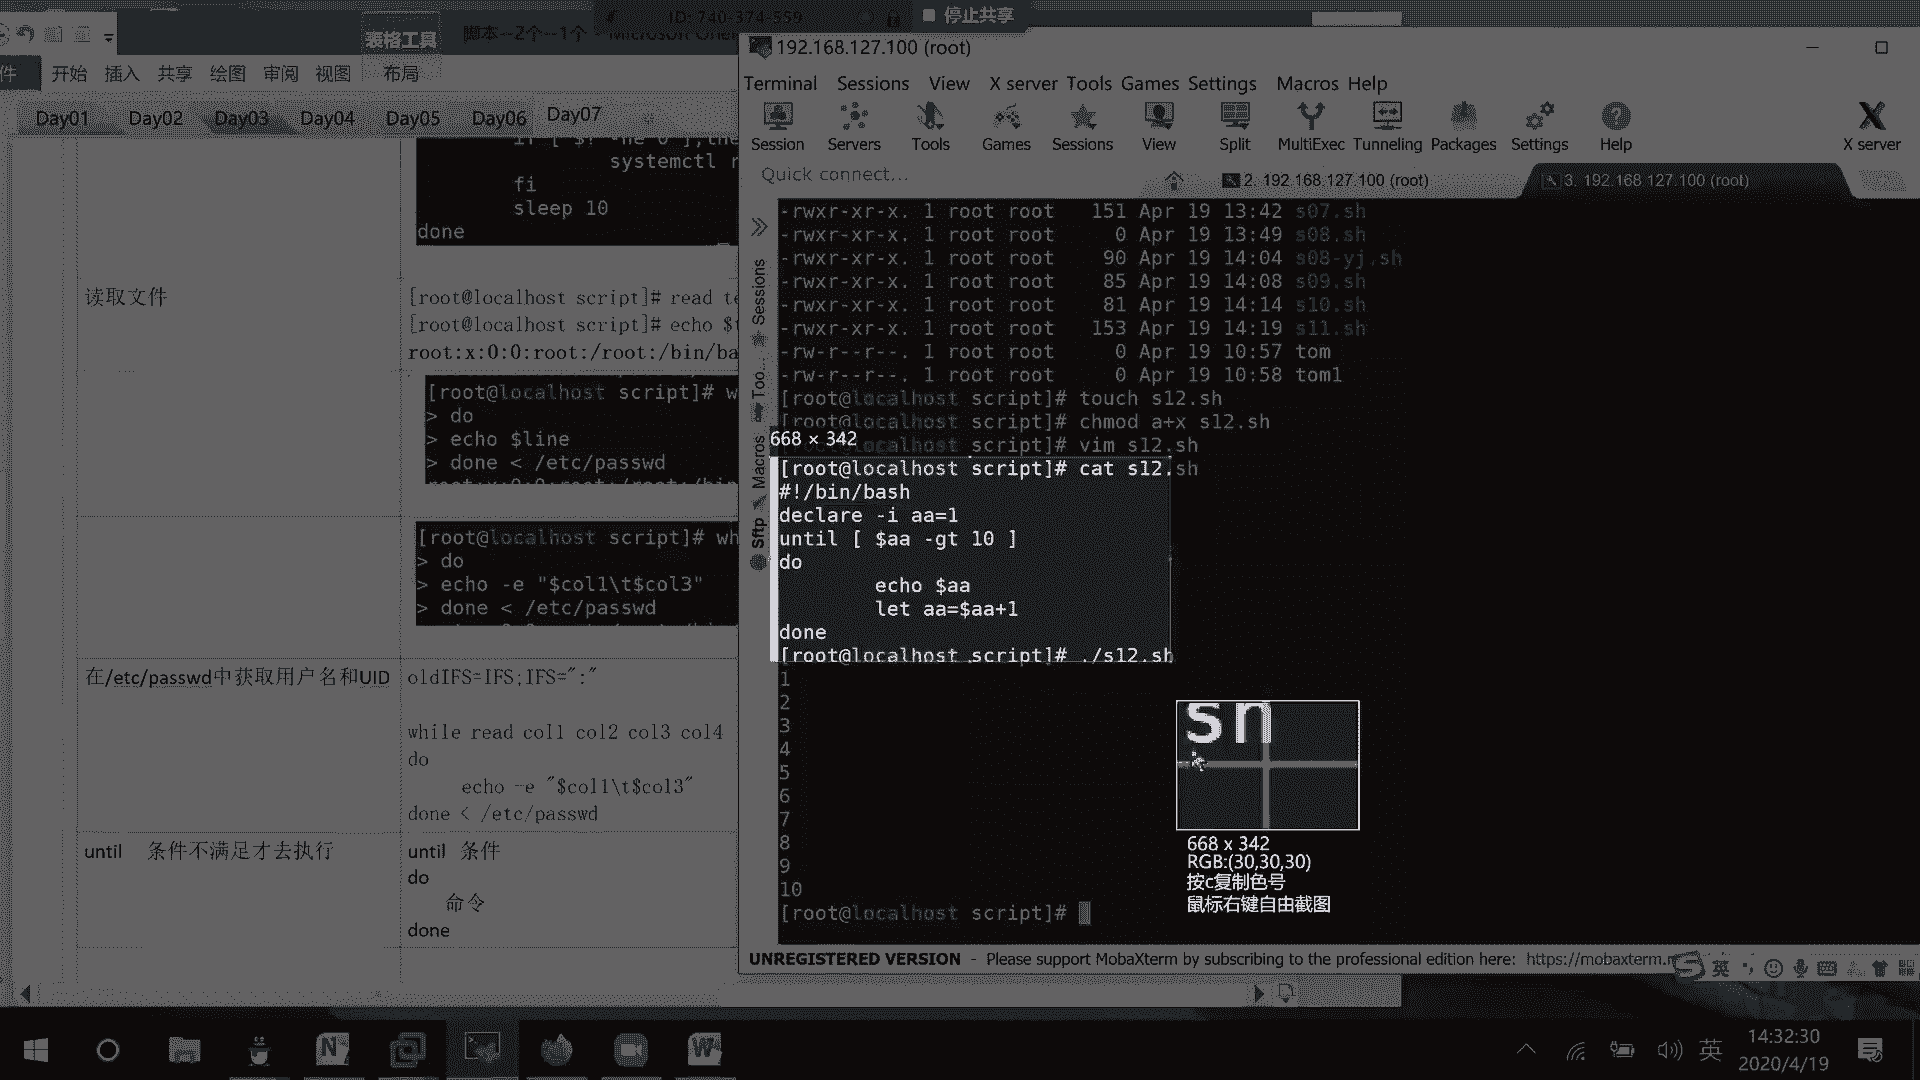 ID: 740-374-559
停止共享
表格工具
脚本--2个--1个 - Microsoft One
件 开始 插入 共享 绘图 审阅 视图 布局
Day01 Day02 Day03 Day04 Day05 Day06 Day07
systemctl r
fi
sleep 10
done
读取文件
[root@localhost script]# read te
[root@localhost script]# echo $t
root:x:0:0:root:/root:/bin/ba
[root@localhost script]# w
> do
> echo $line
> done < /etc/passwd
[root@localhost script]# wh
> do
> echo -e "$col1\t$col3"
> done < /etc/passwd
在/etc/passwd中获取用户名和UID
oldIFS=IFS;IFS=":"
while read col1 col2 col3 col4
do
echo -e "$col1\t$col3"
done < /etc/passwd
until 条件不满足才去执行
until 条件
do
命令
done
192.168.127.100 (root)
Terminal Sessions View X server Tools Games Settings Macros Help
Session Servers Tools Games Sessions View Split MultiExec Tunneling Packages Settings Help X server
Quick connect...
2. 192.168.127.100 (root)
3. 192.168.127.100 (root)
Sessions
Too...
Macros
Sftp
-rwxr-xr-x. 1 root root 151 Apr 19 13:42 s07.sh
-rwxr-xr-x. 1 root root 0 Apr 19 13:49 s08.sh
-rwxr-xr-x. 1 root root 90 Apr 19 14:04 s08-yj.sh
-rwxr-xr-x. 1 root root 85 Apr 19 14:08 s09.sh
-rwxr-xr-x. 1 root root 81 Apr 19 14:14 s10.sh
-rwxr-xr-x. 1 root root 153 Apr 19 14:19 s11.sh
-rw-r--r--. 1 root root 0 Apr 19 10:57 tom
-rw-r--r--. 1 root root 0 Apr 19 10:58 tom1
[root@localhost script]# touch s12.sh
[root@localhost script]# chmod a+x s12.sh
668 × 342
[root@localhost script]# vim s12.sh
[root@localhost script]# cat s12.sh
#!/bin/bash
declare -i aa=1
until [ $aa -gt 10 ]
do
echo $aa
let aa=$aa+1
done
[root@localhost script]# ./s12.sh
1
2
3
4
5
6
7
8
9
10
[root@localhost script]#
668 x 342
RGB:(30,30,30)
按c复制色号
鼠标右键自由截图
UNREGISTERED VERSION - Please support MobaXterm by subscribing to the professional edition here: https://mobaxterm.
英
英
14:32:30
2020/4/19